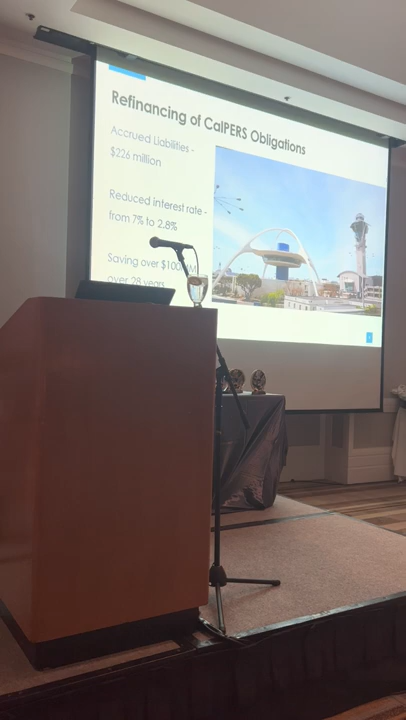 Refinancing of CalPERS Obligations
Accrued Liabilities -
$226 million
Reduced interest rate -
from 7% to 2.8%
Saving over $100MM
over 28 years